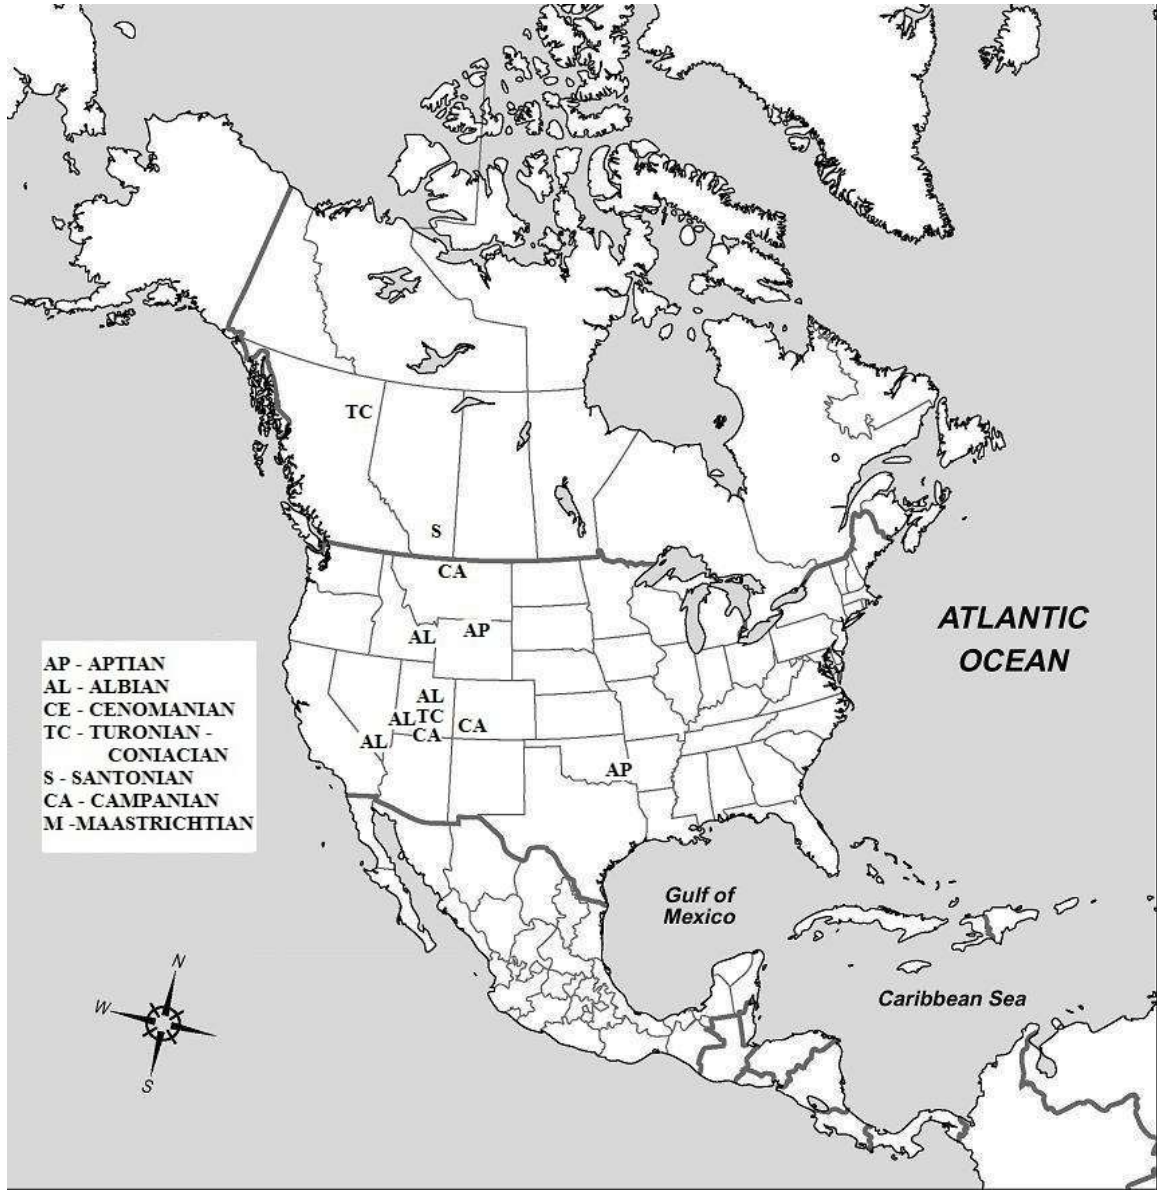 TC
S
CA
AL AP
AL
AL TC CA
AL CA
AP
ATLANTIC
OCEAN
AP - APTIAN
AL - ALBIAN
CE - CENOMANIAN
TC - TURONIAN -
CONIACIAN
S - SANTONIAN
CA - CAMPANIAN
M -MAASTRICHTIAN
Gulf of
Mexico
Caribbean Sea
N
W
S